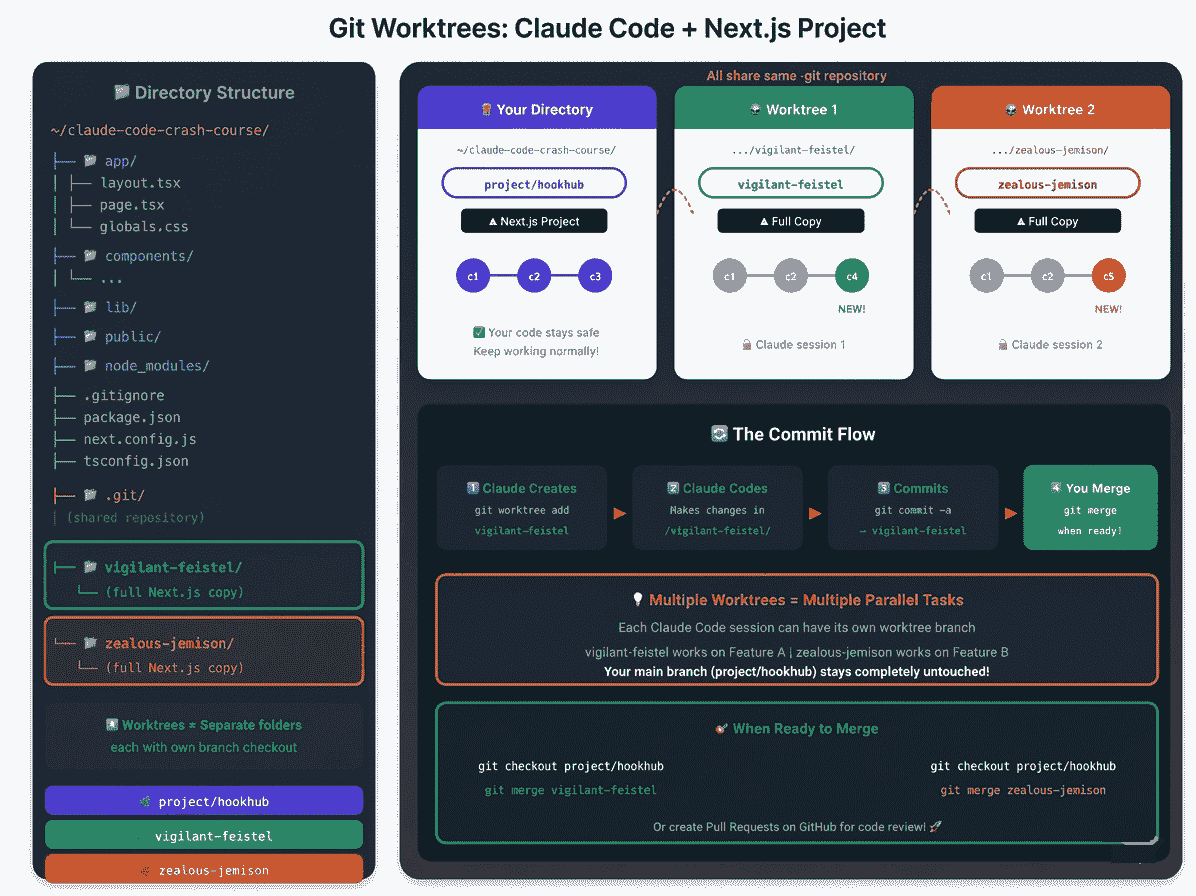 Git Worktrees: Claude Code + Next.js Project
Directory Structure
~/claude-code-crash-course/
├── app/
│ ├── layout.tsx
│ ├── page.tsx
│ └── globals.css
├── components/
│ └── ...
├── lib/
├── public/
├── node_modules/
├── .gitignore
├── package.json
├── next.config.js
├── tsconfig.json
├── .git/
│ (shared repository)
├── vigilant-feistel/
└── (full Next.js copy)
└── zealous-jemison/
└── (full Next.js copy)
Worktrees = Separate folders
each with own branch checkout
project/hookhub
vigilant-feistel
zealous-jemison
All share same .git repository
Your Directory
~/claude-code-crash-course/
project/hookhub
▲ Next.js Project
c1 c2 c3
✅ Your code stays safe
Keep working normally!
Worktree 1
.../vigilant-feistel/
vigilant-feistel
▲ Full Copy
c1 c2 c4
NEW!
Claude session 1
Worktree 2
.../zealous-jemison/
zealous-jemison
▲ Full Copy
c1 c2 c5
NEW!
Claude session 2
The Commit Flow
1 Claude Creates
git worktree add
vigilant-feistel
2 Claude Codes
Makes changes in
/vigilant-feistel/
3 Commits
git commit -a
→ vigilant-feistel
4 You Merge
git merge
when ready!
Multiple Worktrees = Multiple Parallel Tasks
Each Claude Code session can have its own worktree branch
vigilant-feistel works on Feature A | zealous-jemison works on Feature B
Your main branch (project/hookhub) stays completely untouched!
When Ready to Merge
git checkout project/hookhub
git merge vigilant-feistel
git checkout project/hookhub
git merge zealous-jemison
Or create Pull Requests on GitHub for code review! 🚀